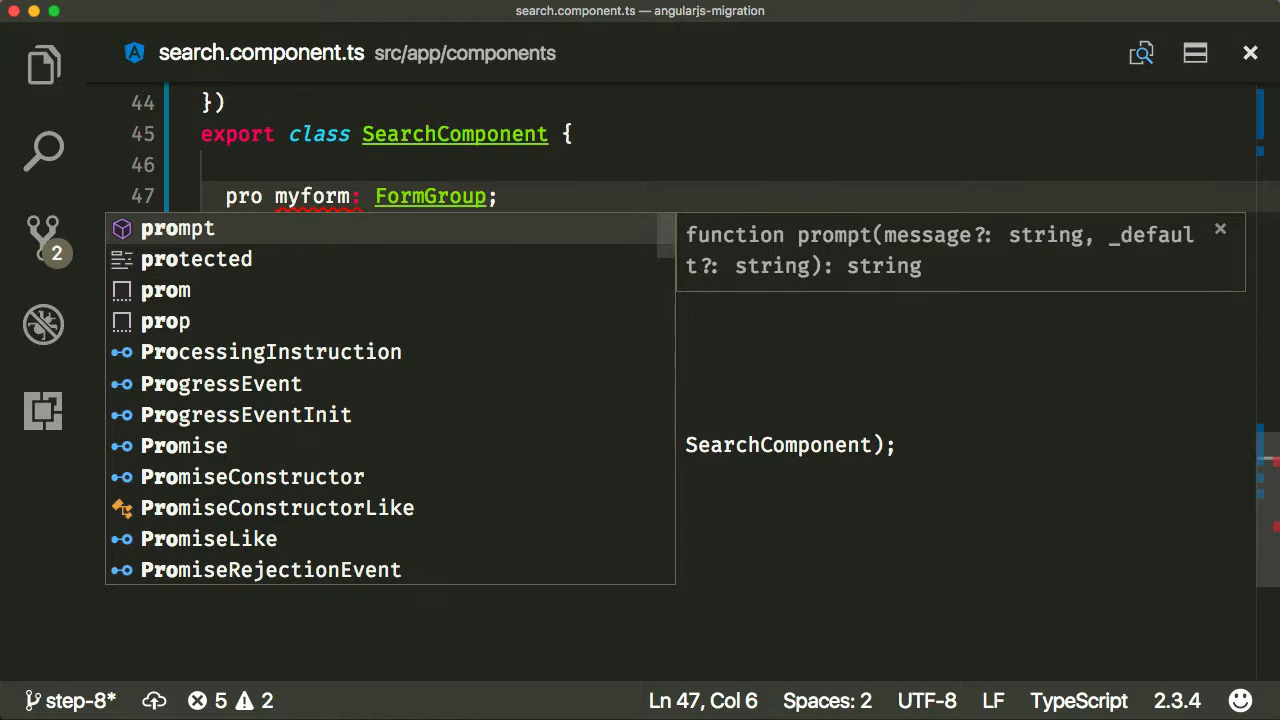 search.component.ts — angularjs-migration
search.component.ts src/app/components
44 })
45 export class SearchComponent {
46
47 pro myform: FormGroup;
prompt
function prompt(message?: string, _defaul
t?: string): string
protected
prom
prop
ProcessingInstruction
ProgressEvent
ProgressEventInit
Promise
SearchComponent);
PromiseConstructor
PromiseConstructorLike
PromiseLike
PromiseRejectionEvent
2
step-8* 5 2 Ln 47, Col 6 Spaces: 2 UTF-8 LF TypeScript 2.3.4